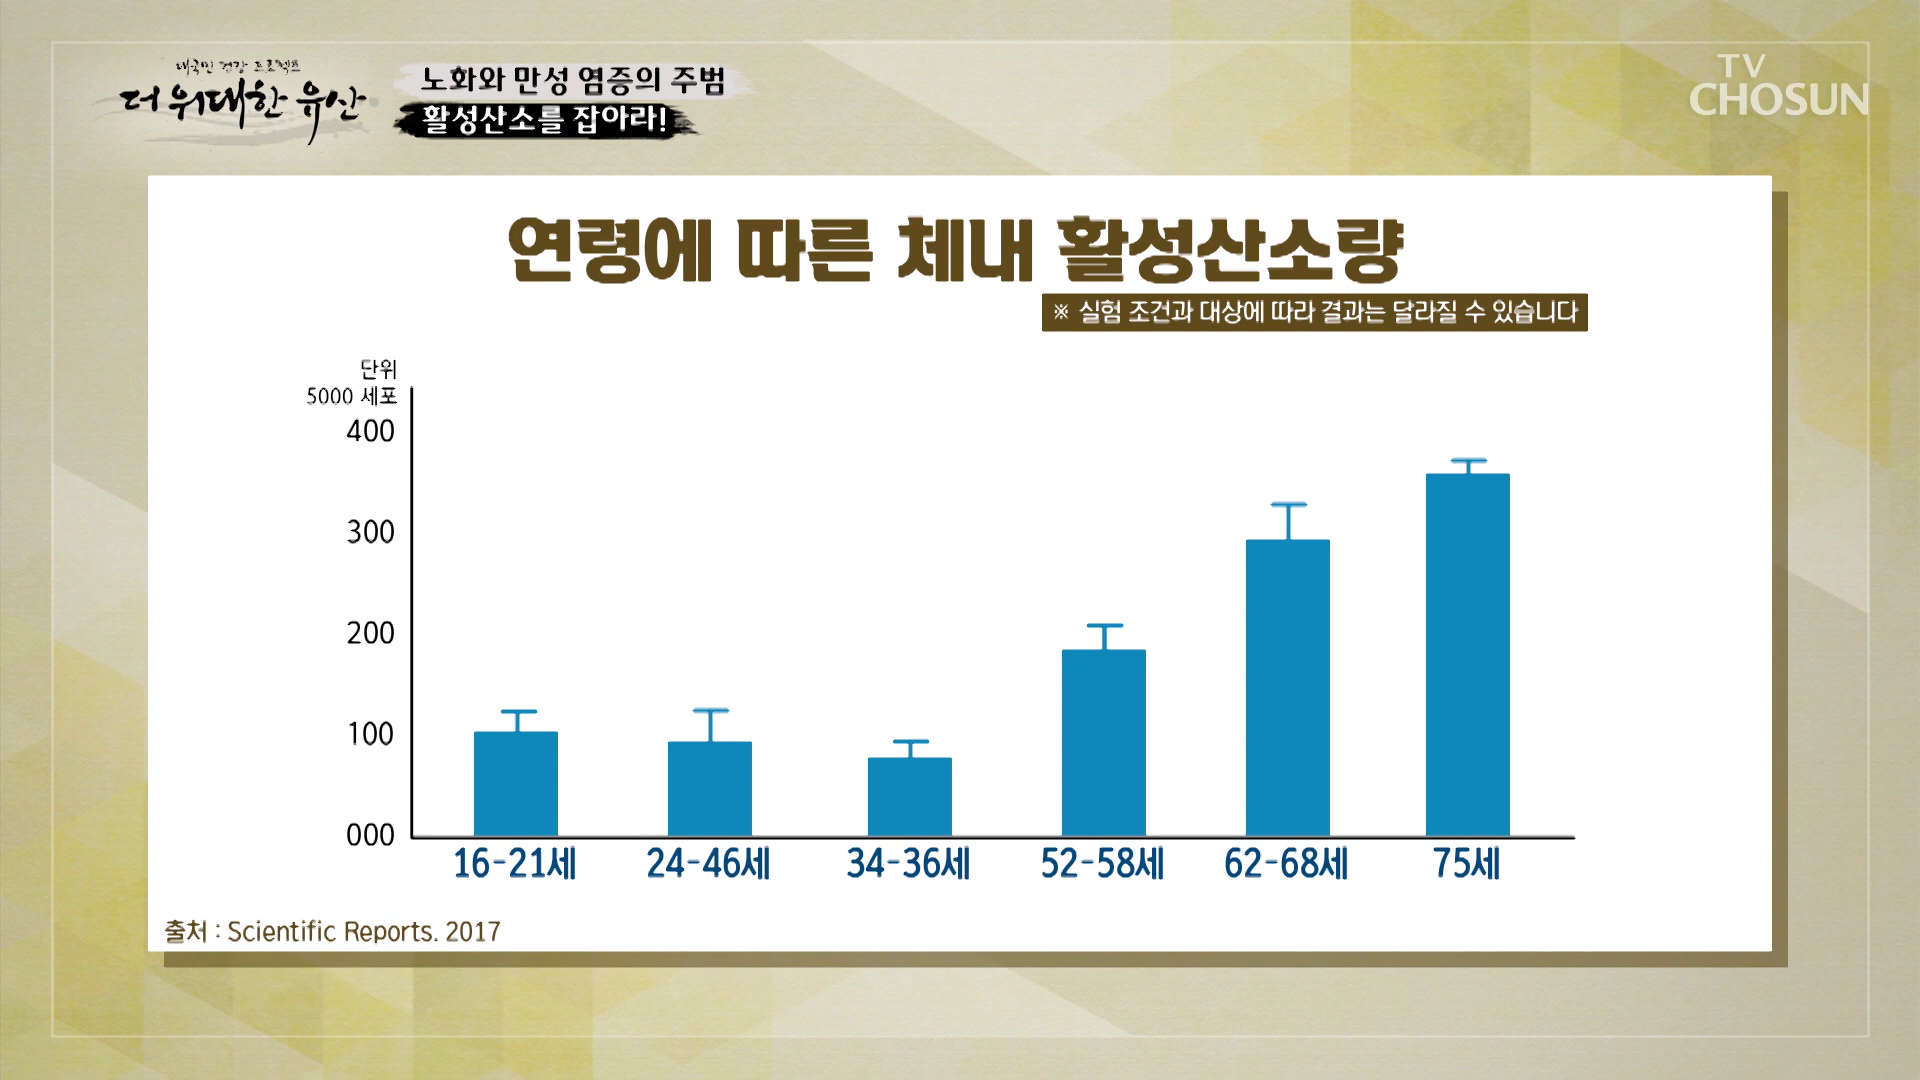 대국민 건강 프로젝트
더 위대한 유산
노화와 만성 염증의 주범
활성산소를 잡아라!
TV
CHOSUN
연령에 따른 체내 활성산소량
※ 실험 조건과 대상에 따라 결과는 달라질 수 있습니다
단위
5000 세포
400
300
200
100
000
16-21세 24-46세 34-36세 52-58세 62-68세 75세
출처 : Scientific Reports. 2017